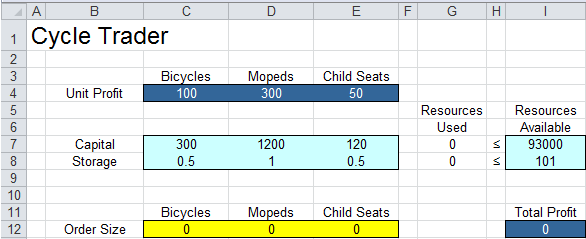 A B C D E F G H I
1 Cycle Trader
2
3 Bicycles Mopeds Child Seats
4 Unit Profit 100 300 50
5 Resources Resources
6 Used Available
7 Capital 300 1200 120 0 ≤ 93000
8 Storage 0.5 1 0.5 0 ≤ 101
9
10
11 Bicycles Mopeds Child Seats Total Profit
12 Order Size 0 0 0 0